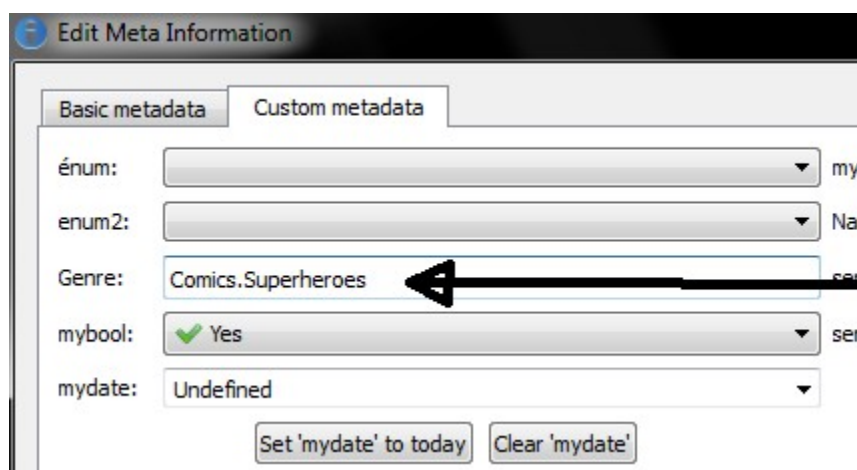 Edit Meta Information
Basic metadata Custom metadata
énum: my
enum2: Na
Genre: Comics.Superheroes
mybool: Yes ser
mydate: Undefined
Set 'mydate' to today Clear 'mydate'